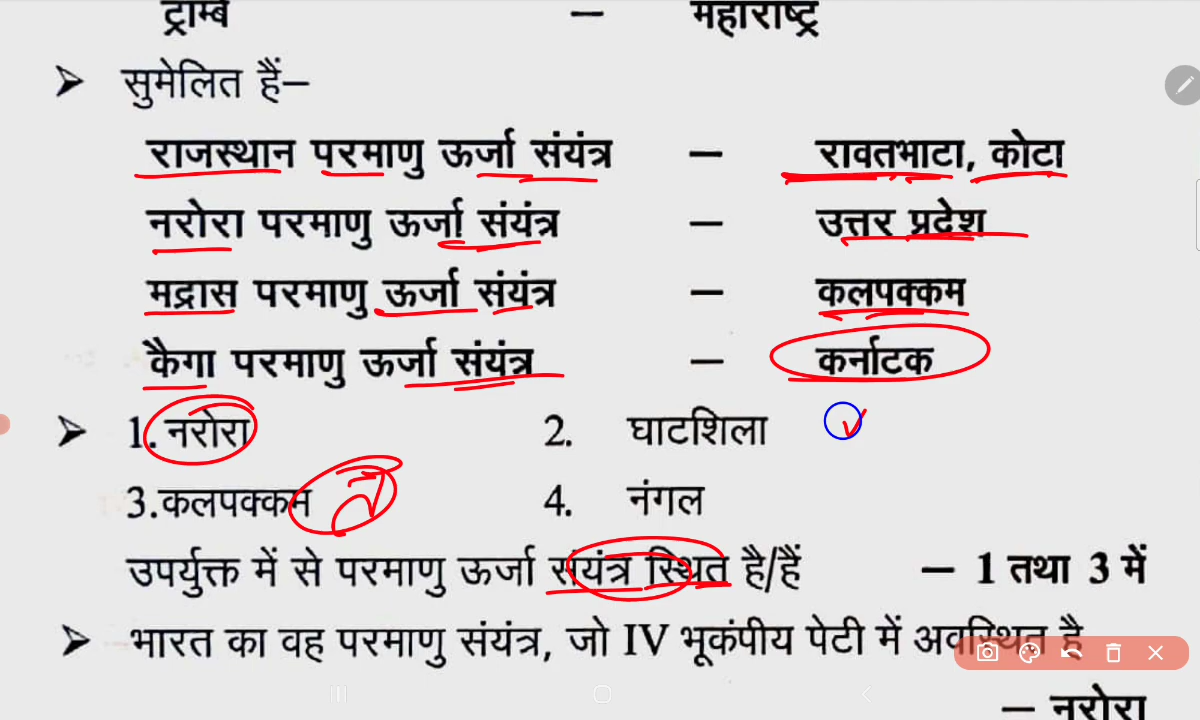 ट्राम्बे – महाराष्ट्र
➤ सुमेलित हैं–
राजस्थान परमाणु ऊर्जा संयंत्र – रावतभाटा, कोटा
नरोरा परमाणु ऊर्जा संयंत्र – उत्तर प्रदेश
मद्रास परमाणु ऊर्जा संयंत्र – कलपक्कम
कैगा परमाणु ऊर्जा संयंत्र – कर्नाटक
➤ 1. नरोरा 2. घाटशिला
3.कलपक्कम 4. नंगल
उपर्युक्त में से परमाणु ऊर्जा संयंत्र स्थित है/हैं – 1 तथा 3 में
➤ भारत का वह परमाणु संयंत्र, जो IV भूकंपीय पेटी में अवस्थित है
– नरोरा